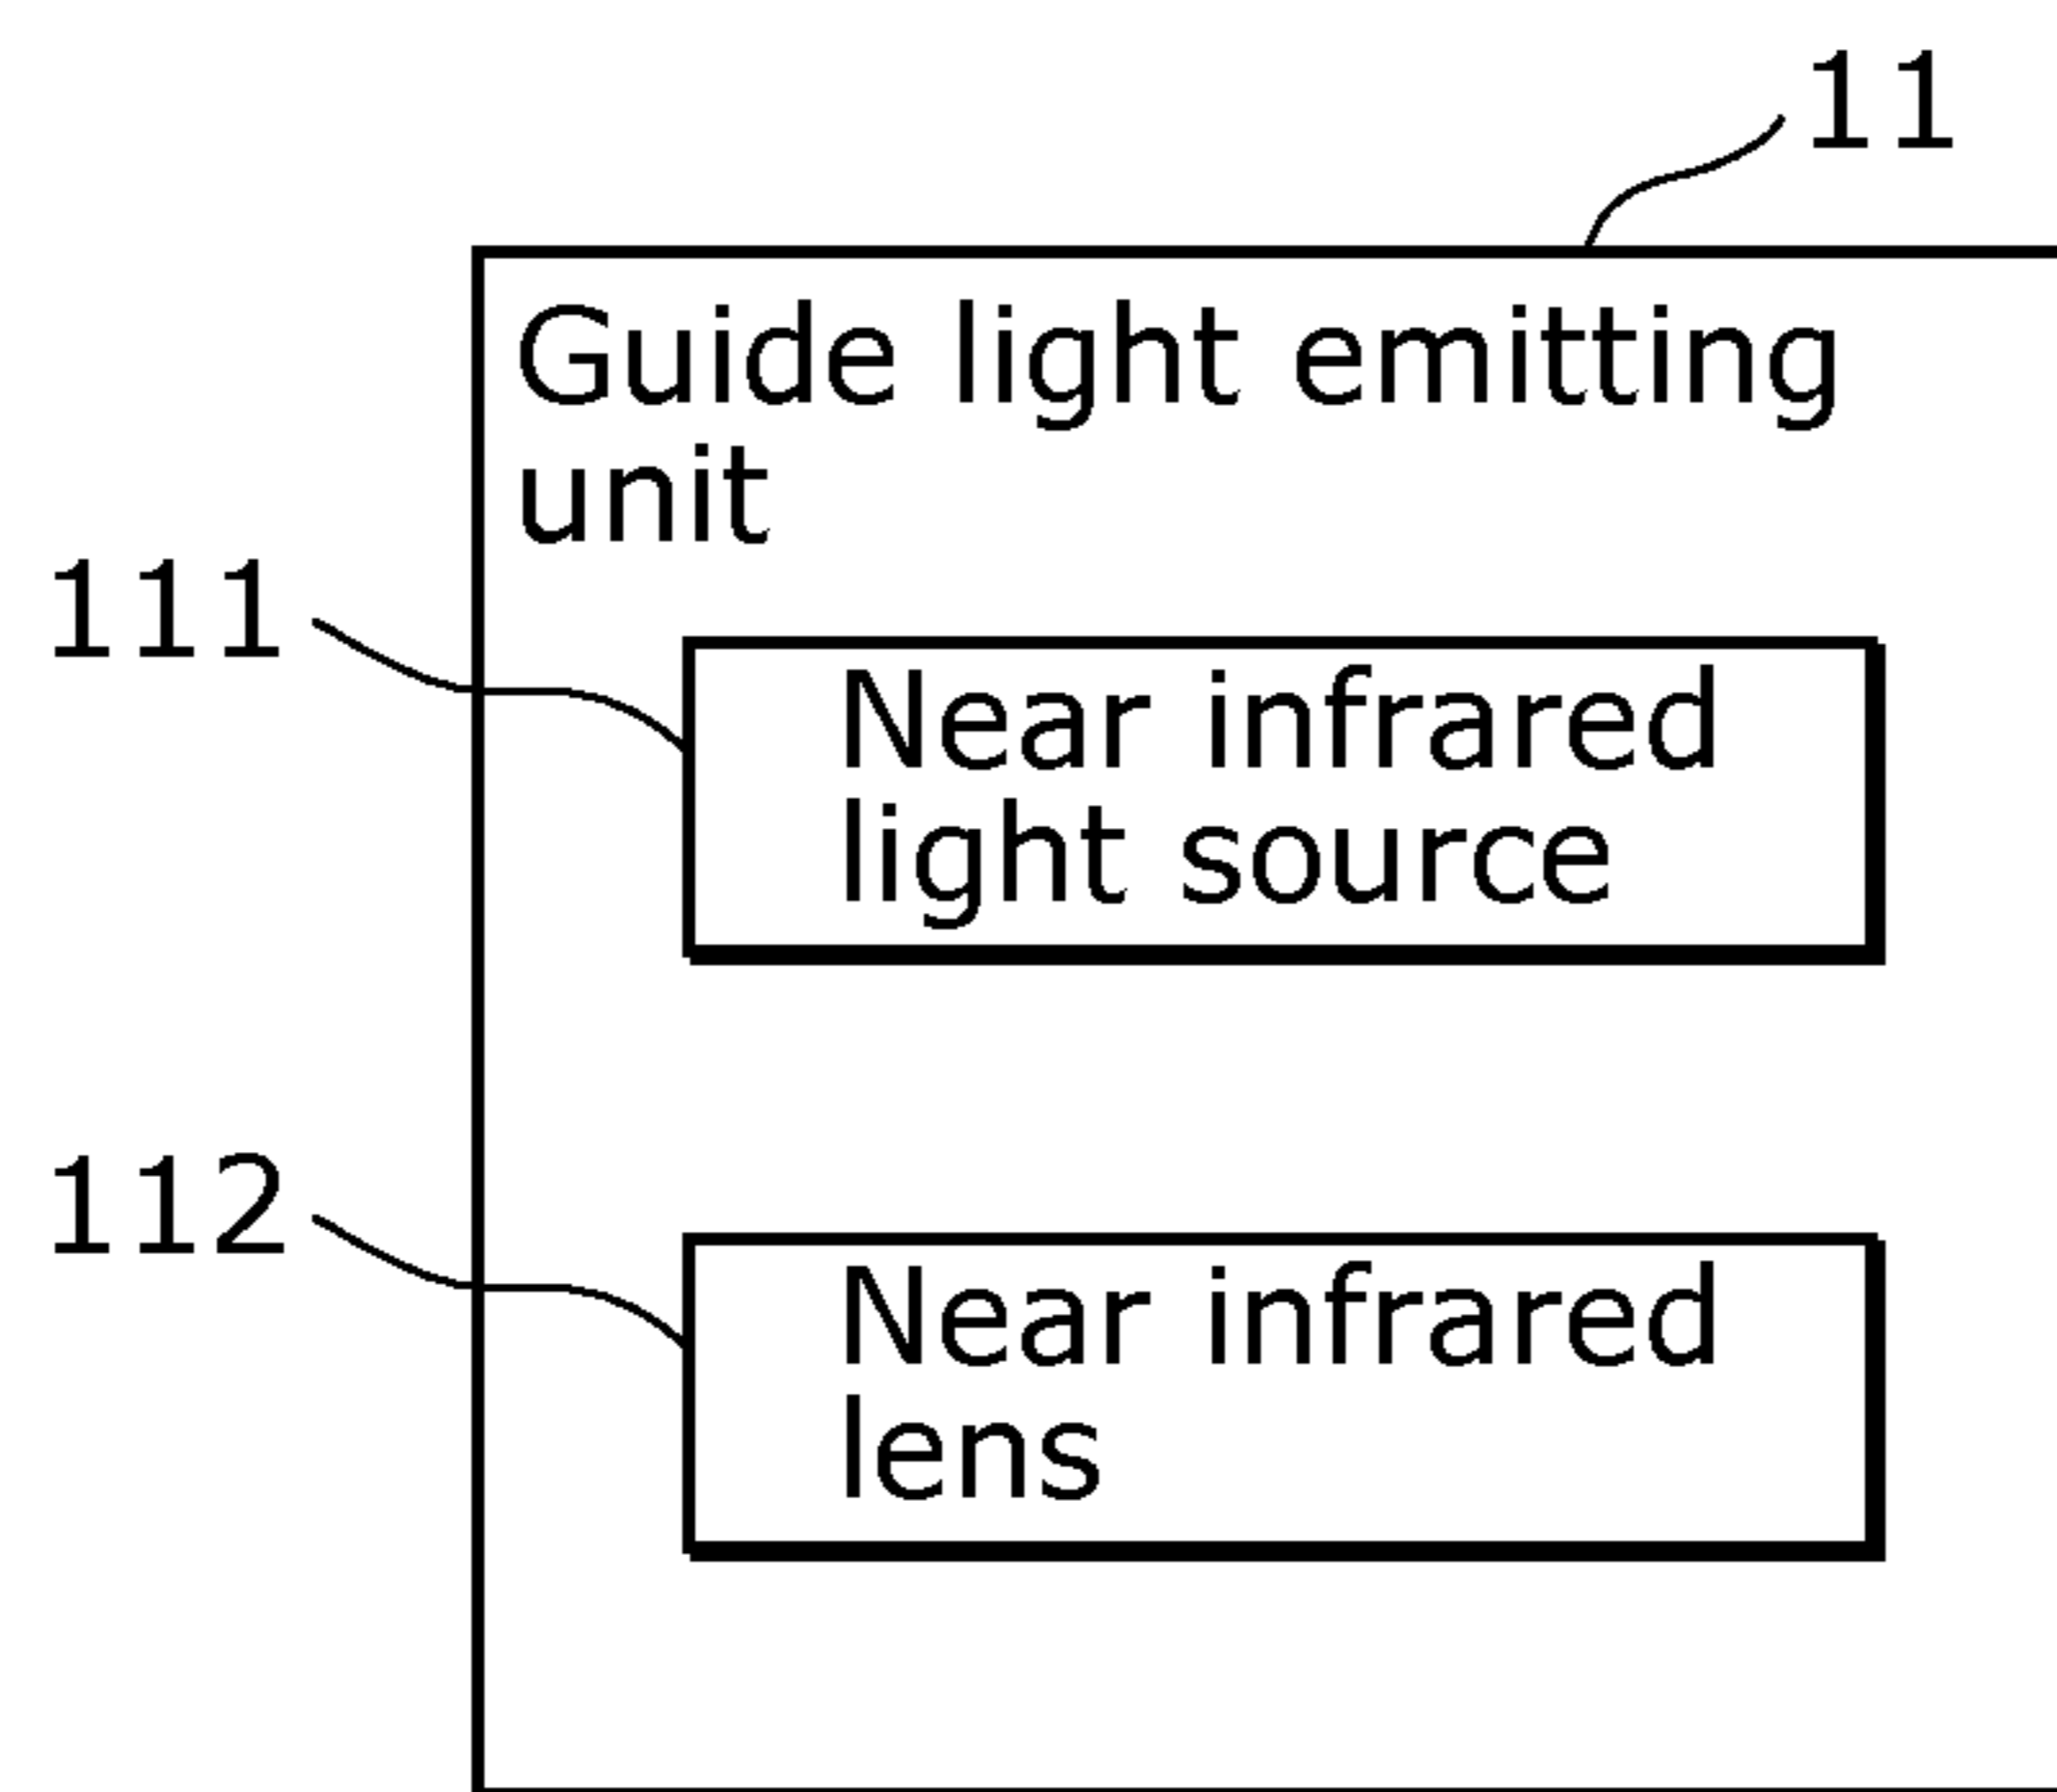 11
Guide light emitting
unit
111
Near infrared
light source
112
Near infrared
lens